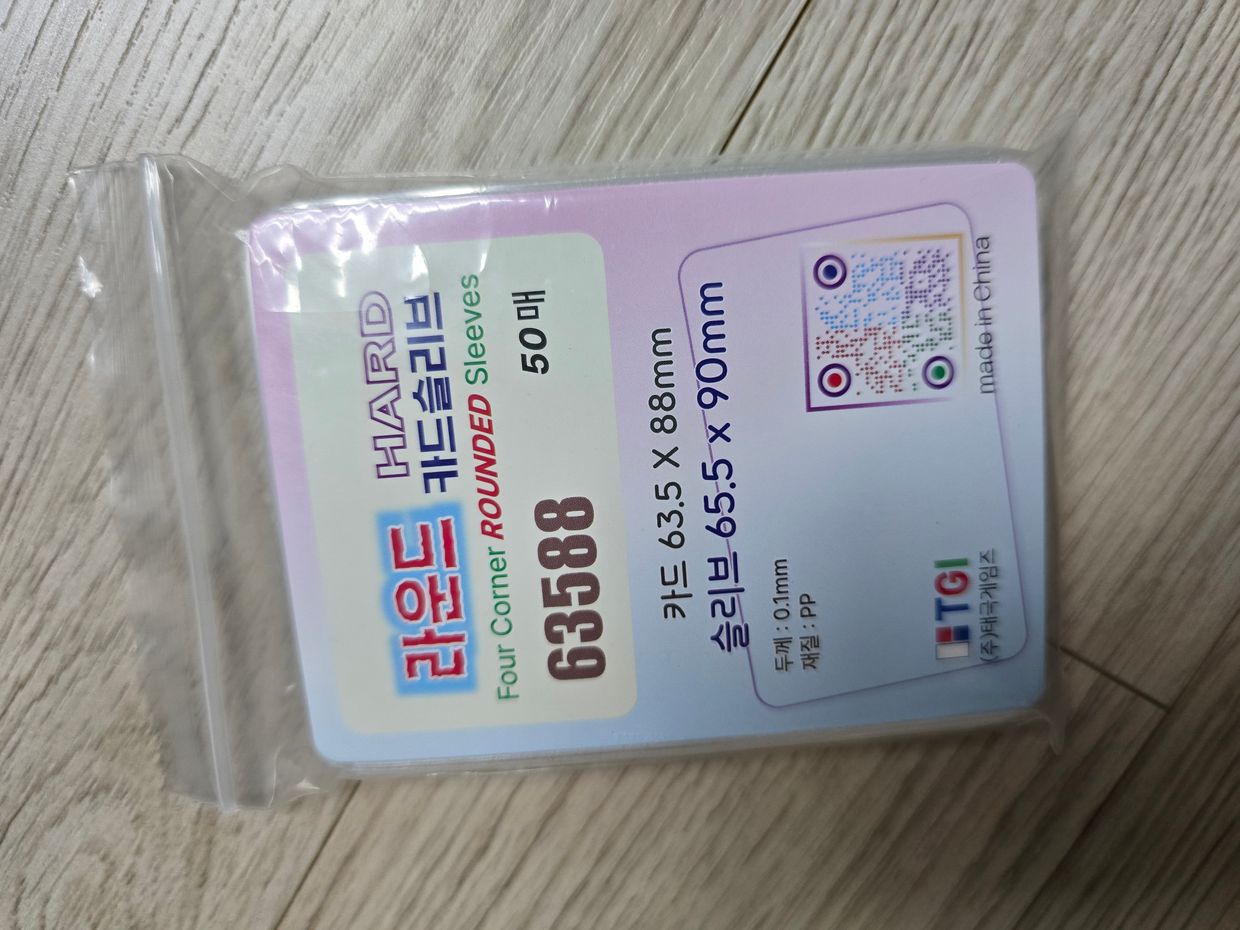 HARD
라운드 카드슬리브
Four Corner ROUNDED Sleeves
63588 50매
카드 63.5 X 88mm
슬리브 65.5 x 90mm
두께 : 0.1mm
재질 : PP
TGI
(주)태극게임즈
made in China